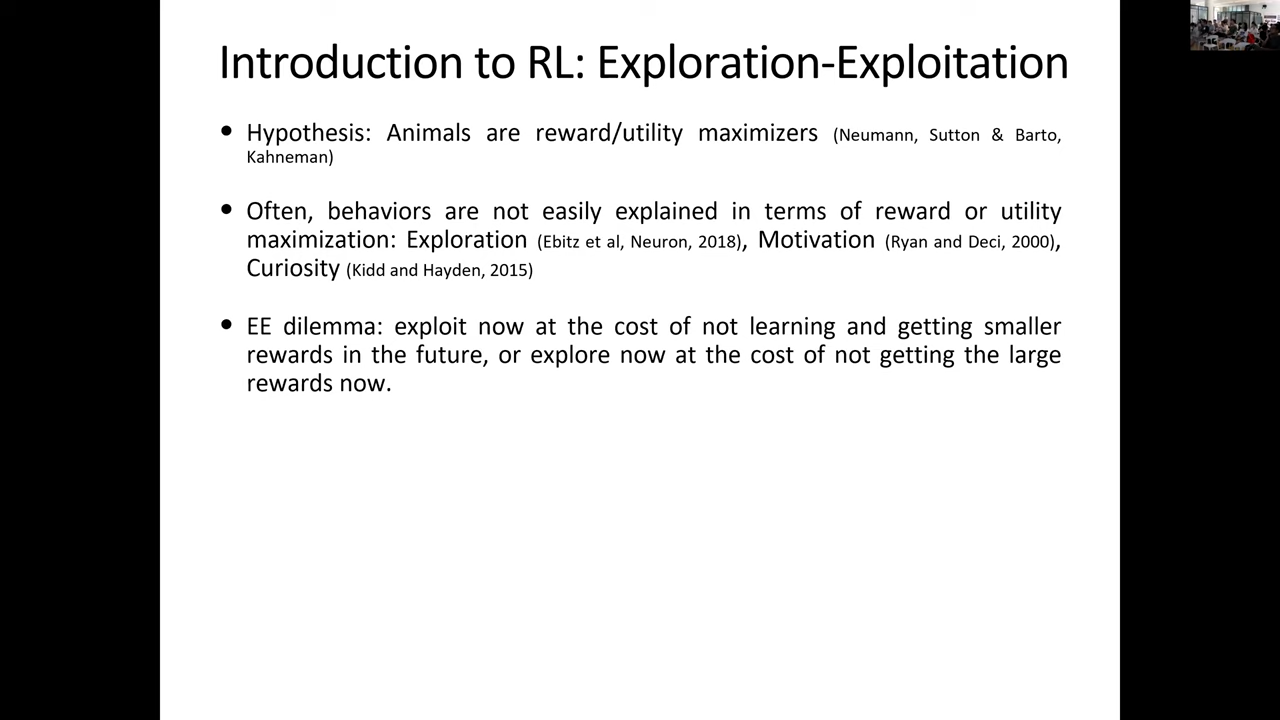 Introduction to RL: Exploration-Exploitation
• Hypothesis: Animals are reward/utility maximizers (Neumann, Sutton & Barto,
Kahneman)
• Often, behaviors are not easily explained in terms of reward or utility
maximization: Exploration (Ebitz et al, Neuron, 2018), Motivation (Ryan and Deci, 2000),
Curiosity (Kidd and Hayden, 2015)
• EE dilemma: exploit now at the cost of not learning and getting smaller
rewards in the future, or explore now at the cost of not getting the large
rewards now.